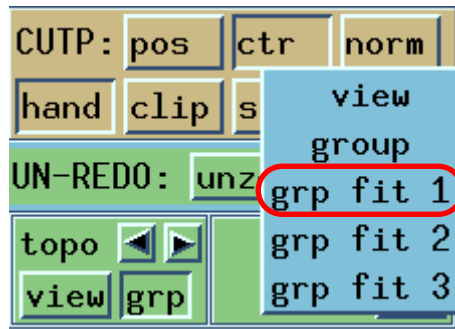 CUTP: pos ctr norm
hand clip s
view
group
UN-REDO: unz
grp fit 1
topo
grp fit 2
view grp
grp fit 3